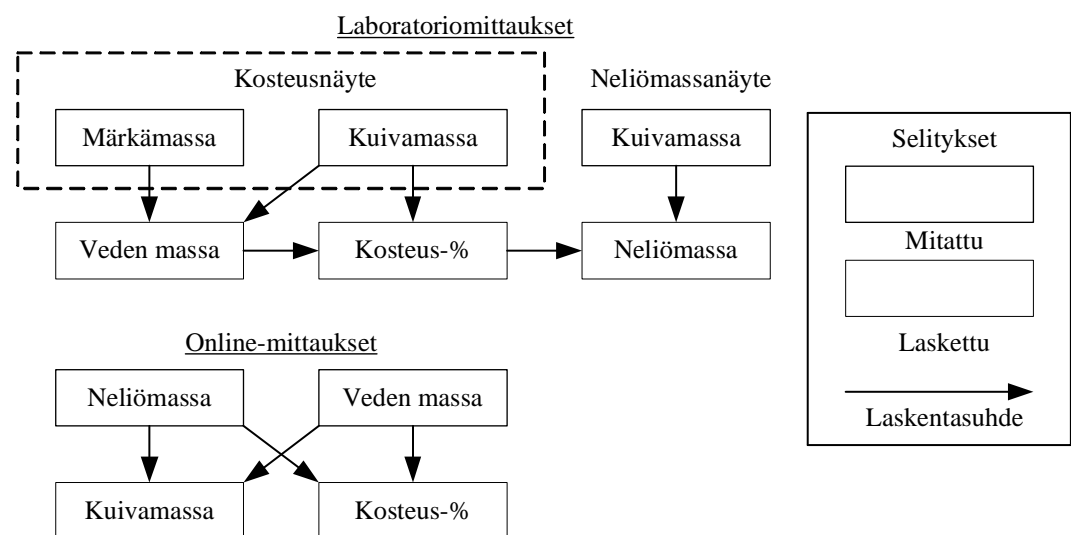 Laboratoriomittaukset
Kosteusnäyte
Neliömassanäyte
Märkämassa
Kuivamassa
Kuivamassa
Veden massa
Kosteus-%
Neliömassa
Online-mittaukset
Neliömassa
Veden massa
Kuivamassa
Kosteus-%
Selitykset
Mitattu
Laskettu
Laskentasuhde